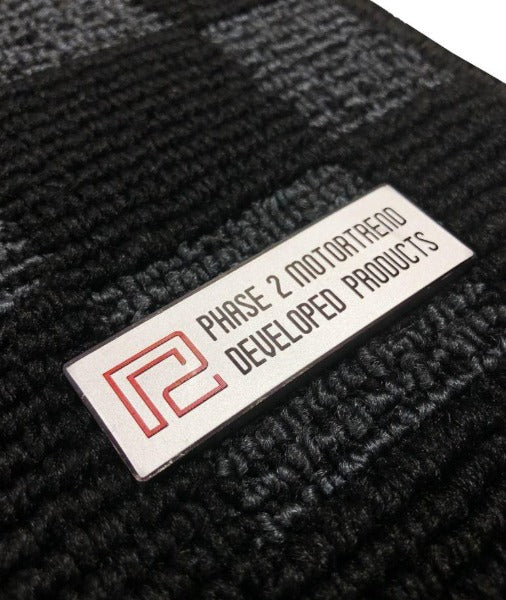 PHASE 2 MOTORTREND
DEVELOPED PRODUCTS